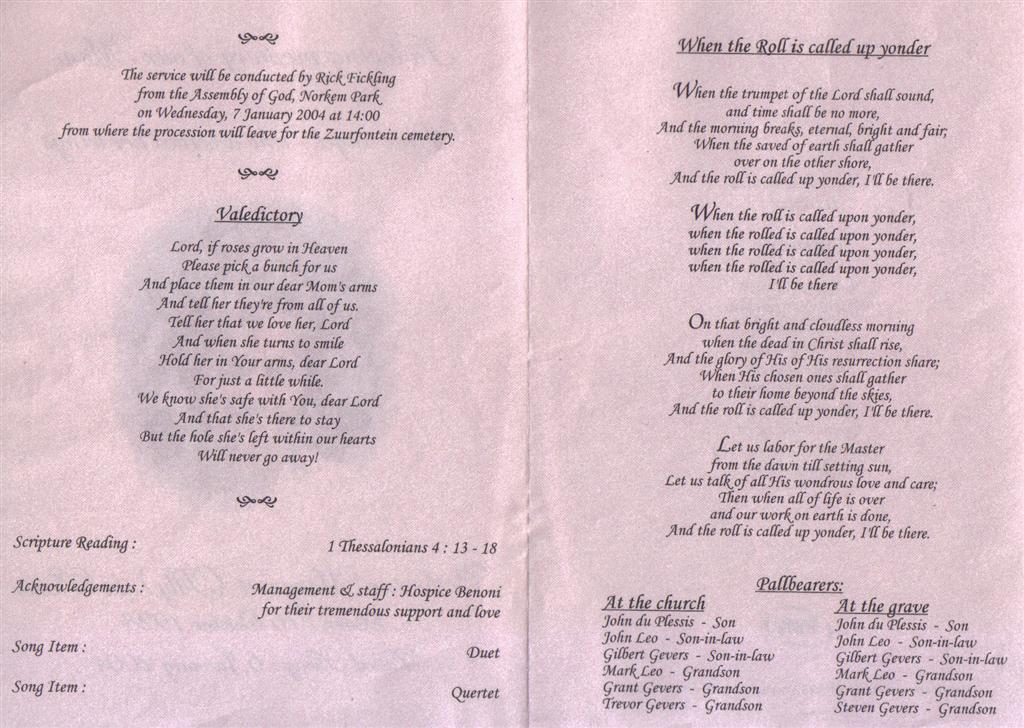 The service will be conducted by Rick Fickling
from the Assembly of God, Norkem Park
on Wednesday, 7 January 2004 at 14:00
from where the procession will leave for the Zuurfontein cemetery.
Valedictory
Lord, if roses grow in Heaven
Please pick a bunch for us
And place them in our dear Mom's arms
And tell her they're from all of us.
Tell her that we love her, Lord
And when she turns to smile
Hold her in Your arms, dear Lord
For just a little while.
We know she's safe with You, dear Lord
And that she's there to stay
But the hole she's left within our hearts
Will never go away!
Scripture Reading : 1 Thessalonians 4 : 13 - 18
Acknowledgements : Management & staff : Hospice Benoni
for their tremendous support and love
Song Item : Duet
Song Item : Quertet
When the Roll is called up yonder
When the trumpet of the Lord shall sound,
and time shall be no more,
And the morning breaks, eternal, bright and fair;
When the saved of earth shall gather
over on the other shore,
And the roll is called up yonder, I'll be there.
When the roll is called upon yonder,
when the rolled is called upon yonder,
when the rolled is called upon yonder,
when the rolled is called upon yonder,
I'll be there
On that bright and cloudless morning
when the dead in Christ shall rise,
And the glory of His of His resurrection share;
When His chosen ones shall gather
to their home beyond the skies,
And the roll is called up yonder, I'll be there.
Let us labor for the Master
from the dawn till setting sun,
Let us talk of all His wondrous love and care;
Then when all of life is over
and our work on earth is done,
And the roll is called up yonder, I'll be there.
Pallbearers:
At the church
John du Plessis - Son
John Leo - Son-in-law
Gilbert Gevers - Son-in-law
Mark Leo - Grandson
Grant Gevers - Grandson
Trevor Gevers - Grandson
At the grave
John du Plessis - Son
John Leo - Son-in-law
Gilbert Gevers - Son-in-law
Mark Leo - Grandson
Grant Gevers - Grandson
Steven Gevers - Grandson